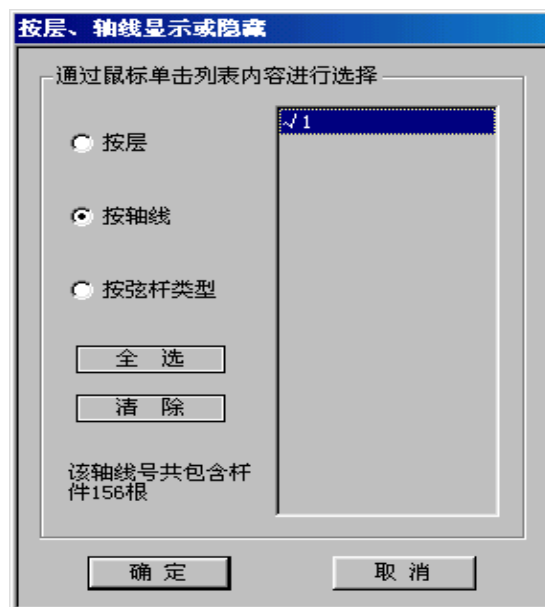 按层、轴线显示或隐藏
通过鼠标单击列表内容进行选择
√ 1
按层
按轴线
按弦杆类型
全 选
清 除
该轴线号共包含杆
件156根
确 定
取 消